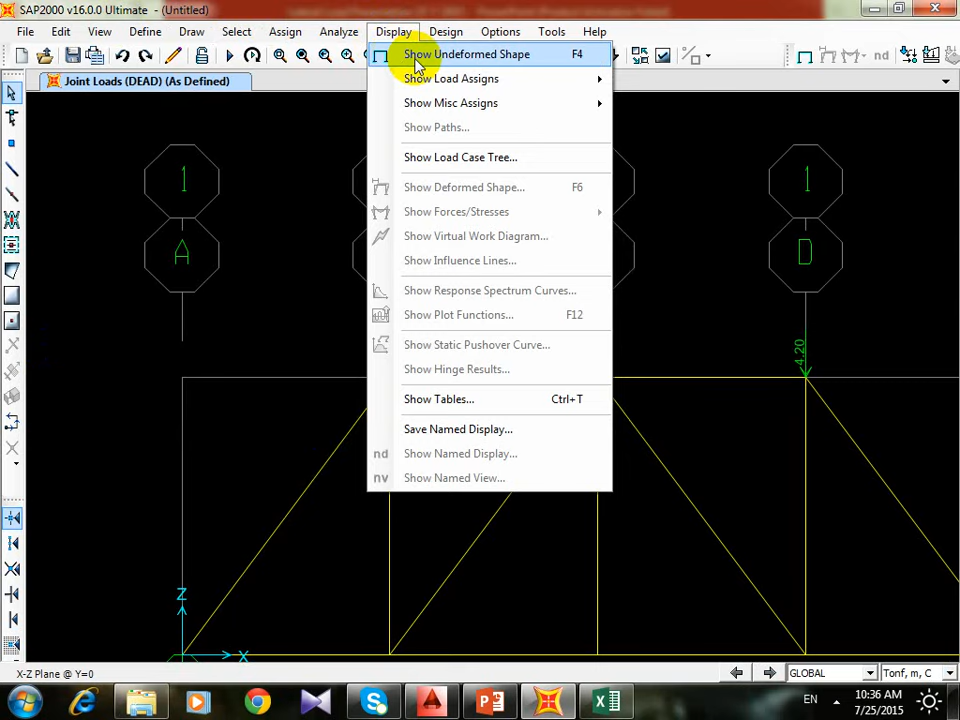 SAP2000 v16.0.0 Ultimate - (Untitled)
File Edit View Define Draw Select Assign Analyze Display Design Options Tools Help
nd
Joint Loads (DEAD) (As Defined)
Show Undeformed Shape F4
Show Load Assigns
Show Misc Assigns
Show Paths...
Show Load Case Tree...
Show Deformed Shape... F6
Show Forces/Stresses
Show Virtual Work Diagram...
Show Influence Lines...
Show Response Spectrum Curves...
Show Plot Functions... F12
Show Static Pushover Curve...
Show Hinge Results...
Show Tables... Ctrl+T
Save Named Display...
nd Show Named Display...
nv Show Named View...
1 1
A D
4.20
Z
X
X-Z Plane @ Y=0 GLOBAL Tonf, m, C
EN 10:36 AM
7/25/2015